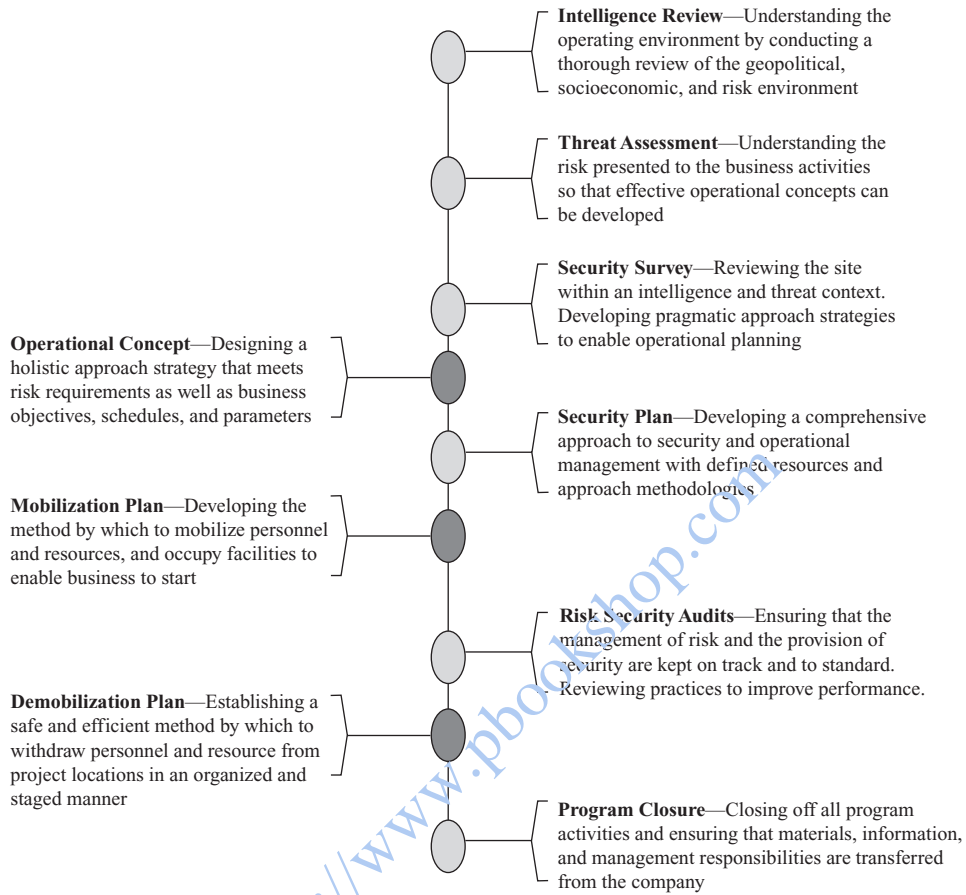 Intelligence Review—Understanding the
operating environment by conducting a
thorough review of the geopolitical,
socioeconomic, and risk environment
Threat Assessment—Understanding the
risk presented to the business activities
so that effective operational concepts can
be developed
Security Survey—Reviewing the site
within an intelligence and threat context.
Developing pragmatic approach strategies
to enable operational planning
Operational Concept—Designing a
holistic approach strategy that meets
risk requirements as well as business
objectives, schedules, and parameters
Security Plan—Developing a comprehensive
approach to security and operational
management with defined resources and
approach methodologies
Mobilization Plan—Developing the
method by which to mobilize personnel
and resources, and occupy facilities to
enable business to start
Risk Security Audits—Ensuring that the
management of risk and the provision of
security are kept on track and to standard.
Reviewing practices to improve performance.
Demobilization Plan—Establishing a
safe and efficient method by which to
withdraw personnel and resource from
project locations in an organized and
staged manner
Program Closure—Closing off all program
activities and ensuring that materials, information,
and management responsibilities are transferred
from the company
//www.pbookshop.com